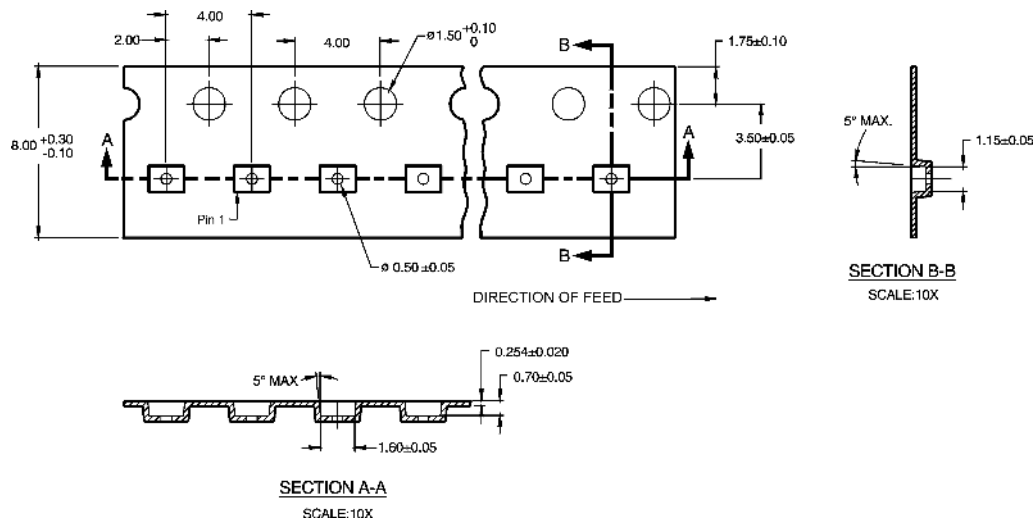 4.00
2.00
4.00
ø1.50 +0.10
0
B
1.75±0.10
8.00 +0.30
-0.10
A
A
3.50±0.05
5° MAX.
1.15±0.05
Pin 1
ø 0.50±0.05
B
SECTION B-B
SCALE:10X
DIRECTION OF FEED
0.254±0.020
5° MAX
0.70±0.05
1.60±0.05
SECTION A-A
SCALE:10X